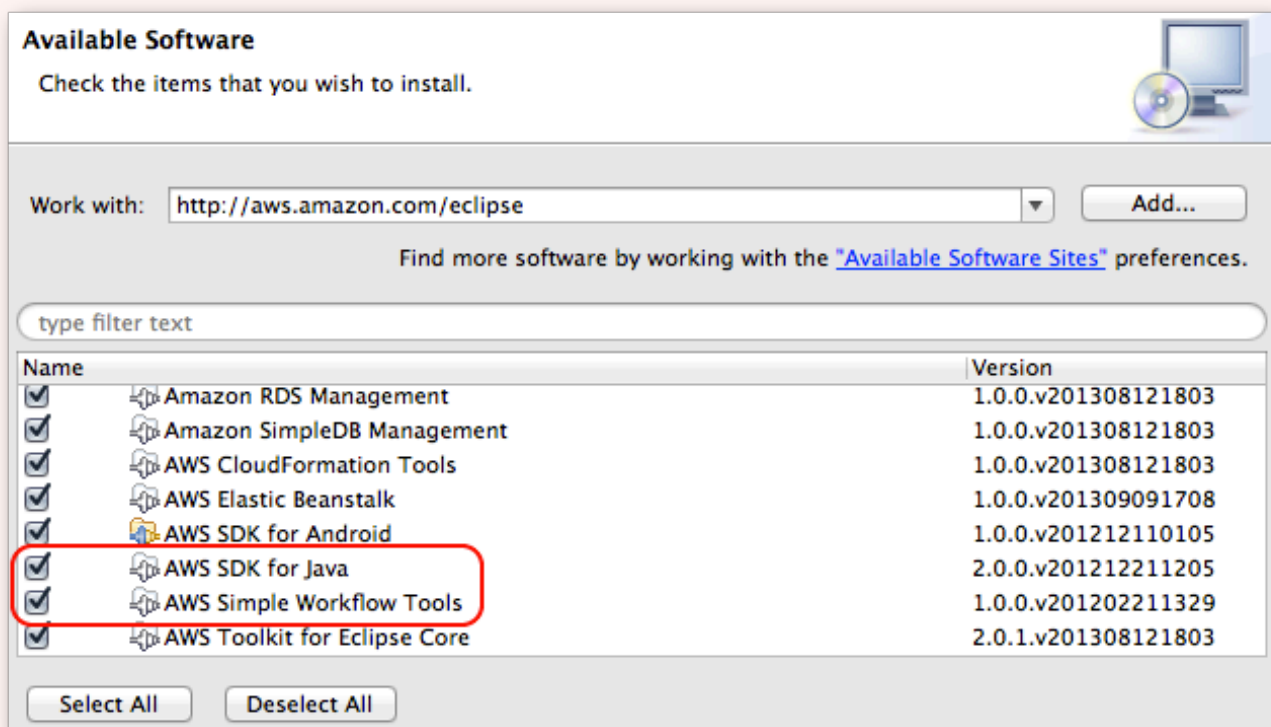 Available Software
Check the items that you wish to install.
Work with: http://aws.amazon.com/eclipse Add...
Find more software by working with the "Available Software Sites" preferences.
type filter text
Name Version
Amazon RDS Management 1.0.0.v201308121803
Amazon SimpleDB Management 1.0.0.v201308121803
AWS CloudFormation Tools 1.0.0.v201308121803
AWS Elastic Beanstalk 1.0.0.v201309091708
AWS SDK for Android 1.0.0.v201212110105
AWS SDK for Java 2.0.0.v201212211205
AWS Simple Workflow Tools 1.0.0.v201202211329
AWS Toolkit for Eclipse Core 2.0.1.v201308121803
Select All Deselect All